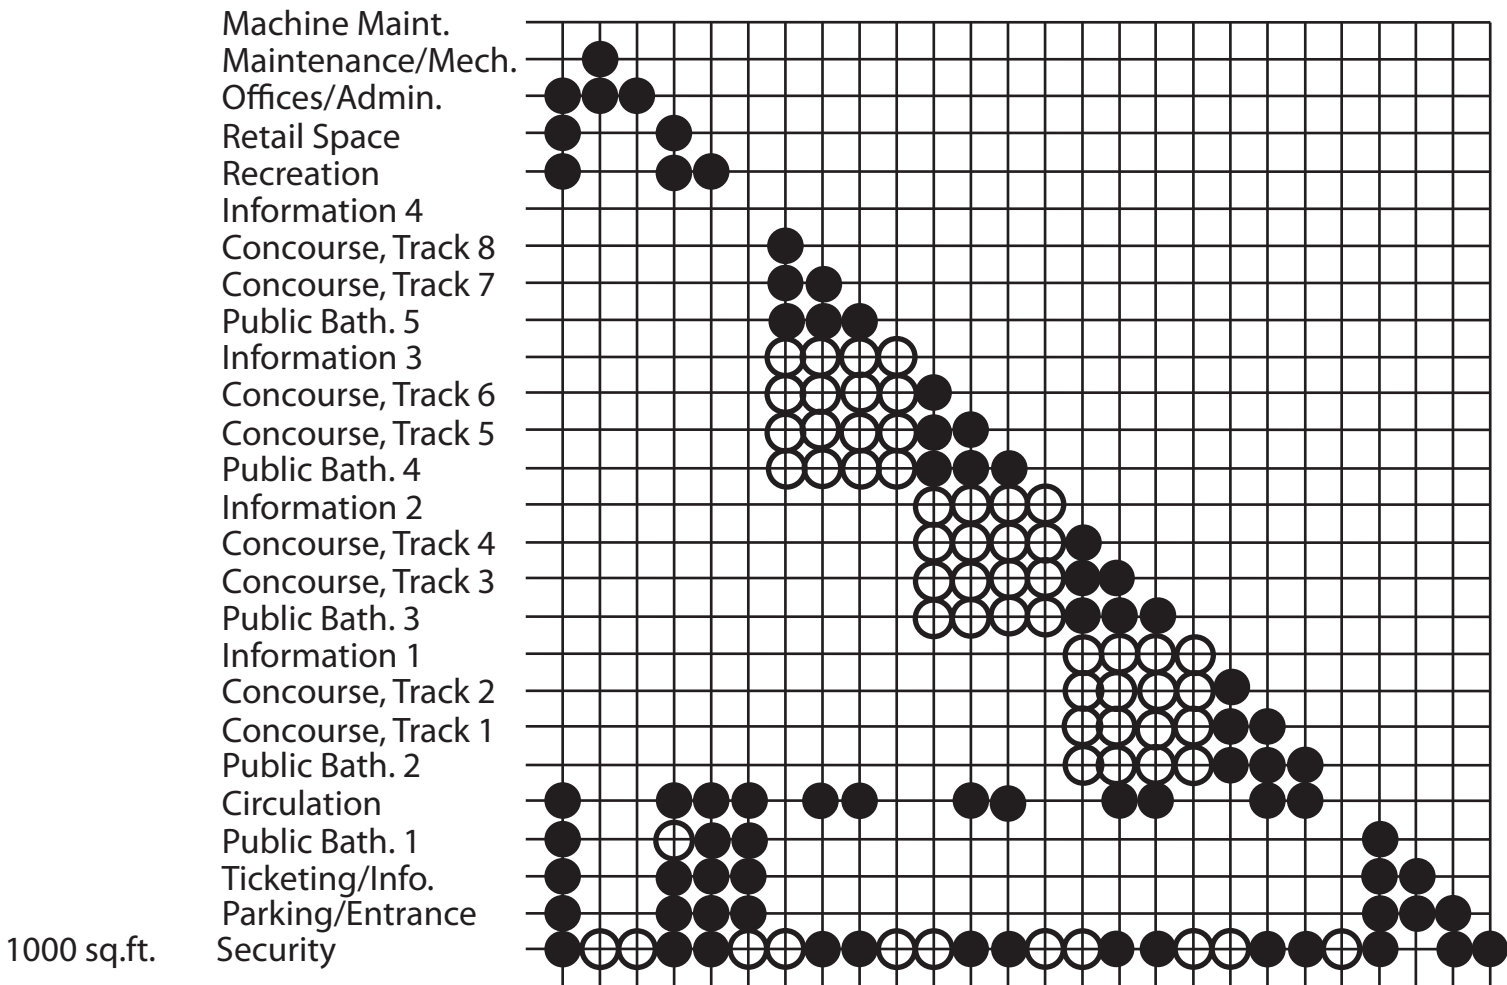 Machine Maint.
Maintenance/Mech.
Offices/Admin.
Retail Space
Recreation
Information 4
Concourse, Track 8
Concourse, Track 7
Public Bath. 5
Information 3
Concourse, Track 6
Concourse, Track 5
Public Bath. 4
Information 2
Concourse, Track 4
Concourse, Track 3
Public Bath. 3
Information 1
Concourse, Track 2
Concourse, Track 1
Public Bath. 2
Circulation
Public Bath. 1
Ticketing/Info.
Parking/Entrance
1000 sq.ft. Security